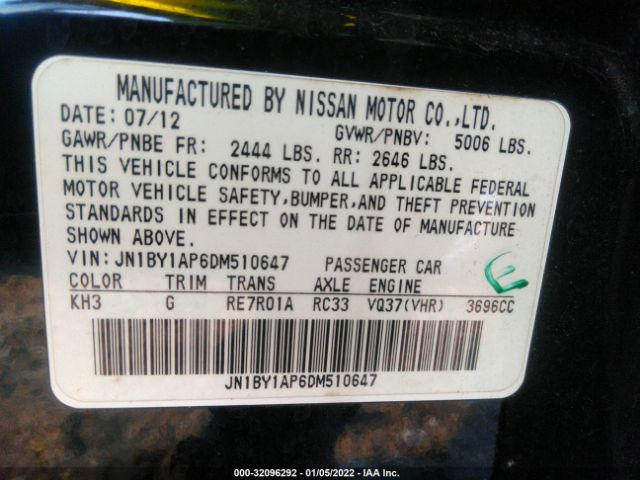 MANUFACTURED BY NISSAN MOTOR CO.,LTD.
DATE: 07/12 GVWR/PNBV: 5006 LBS.
GAWR/PNBE FR: 2444 LBS. RR: 2646 LBS.
THIS VEHICLE CONFORMS TO ALL APPLICABLE FEDERAL
MOTOR VEHICLE SAFETY,BUMPER,AND THEFT PREVENTION
STANDARDS IN EFFECT ON THE DATE OF MANUFACTURE
SHOWN ABOVE.
VIN: JN1BY1AP6DM510647 PASSENGER CAR
COLOR TRIM TRANS AXLE ENGINE
KH3 G RE7R01A RC33 VQ37(VHR) 3696CC
JN1BY1AP6DM510647
000-32096292 - 01/05/2022 - IAA Inc.